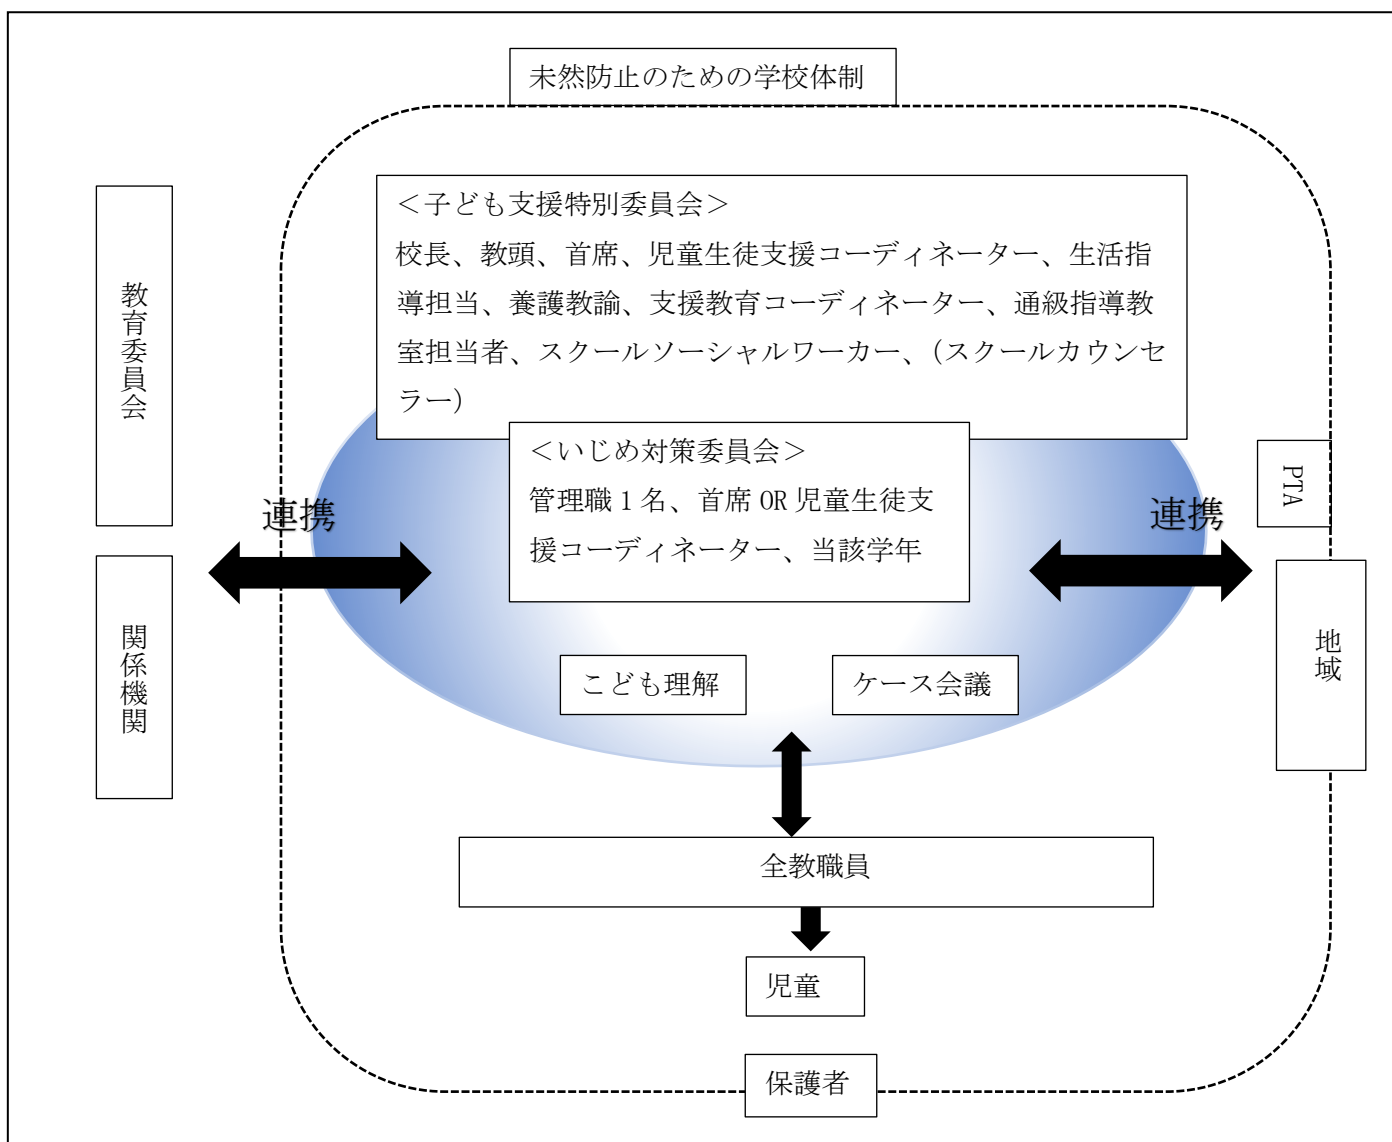 未然防止のための学校体制
＜子ども支援特別委員会＞
校長、教頭、首席、児童生徒支援コーディネーター、生活指
導担当、養護教諭、支援教育コーディネーター、通級指導教
室担当者、スクールソーシャルワーカー、（スクールカウンセ
ラー）
教育委員会
＜いじめ対策委員会＞
管理職１名、首席 OR 児童生徒支
援コーディネーター、当該学年
連携
連携
PTA
関係機関
地域
こども理解
ケース会議
全教職員
児童
保護者